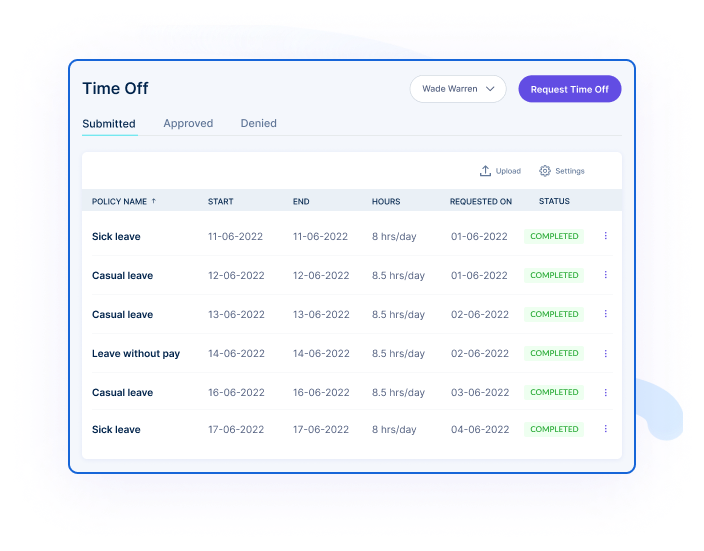 Time Off
Wade Warren
Request Time Off
Submitted Approved Denied
Upload Settings
POLICY NAME ↑ START END HOURS REQUESTED ON STATUS
Sick leave 11-06-2022 11-06-2022 8 hrs/day 01-06-2022 COMPLETED
Casual leave 12-06-2022 12-06-2022 8.5 hrs/day 01-06-2022 COMPLETED
Casual leave 13-06-2022 13-06-2022 8.5 hrs/day 02-06-2022 COMPLETED
Leave without pay 14-06-2022 14-06-2022 8.5 hrs/day 02-06-2022 COMPLETED
Casual leave 16-06-2022 16-06-2022 8.5 hrs/day 03-06-2022 COMPLETED
Sick leave 17-06-2022 17-06-2022 8 hrs/day 04-06-2022 COMPLETED